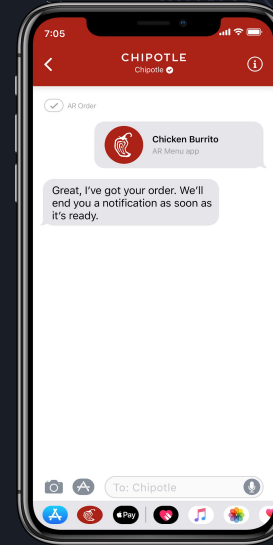 7:05
CHIPOTLE
Chipotle
AR Order
Chicken Burrito
AR Menu app
Great, I've got your order. We'll
end you a notification as soon as
it's ready.
To: Chipotle
Pay